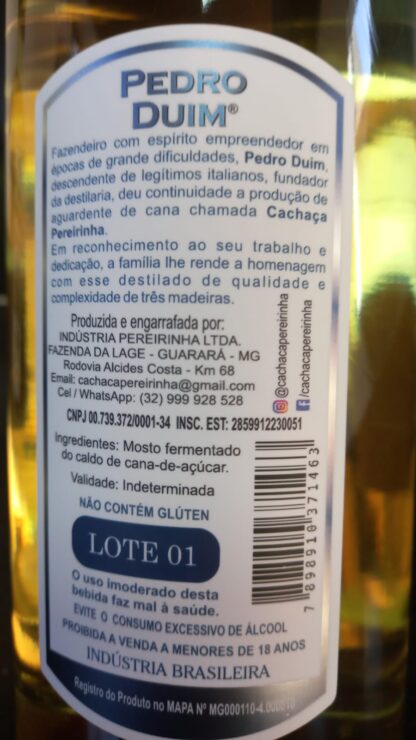 PEDRO
DUIM®
Fazendeiro com espírito empreendedor em
épocas de grande dificuldades, Pedro Duim,
descendente de legítimos italianos, fundador
da destilaria, deu continuidade a produção de
aguardente de cana chamada Cachaça
Pereirinha.
Em reconhecimento ao seu trabalho e
dedicação, a família lhe rende a homenagem
com esse destilado de qualidade e
complexidade de três madeiras.
Produzida e engarrafada por:
INDÚSTRIA PEREIRINHA LTDA.
FAZENDA DA LAGE - GUARARÁ - MG
Rodovia Alcides Costa - Km 68
Email: cachacapereirinha@gmail.com
Cel / WhatsApp: (32) 999 928 528
@cachacapereirinha
/cachacapereirinha
CNPJ 00.739.372/0001-34 INSC. EST: 2859912230051
Ingredientes: Mosto fermentado
do caldo de cana-de-açúcar.
Validade: Indeterminada
NÃO CONTÉM GLÚTEN
LOTE 01
7 898910 371463
O uso imoderado desta
bebida faz mal à saúde.
EVITE O CONSUMO EXCESSIVO DE ÁLCOOL
PROIBIDA A VENDA A MENORES DE 18 ANOS
INDÚSTRIA BRASILEIRA
Registro do Produto no MAPA Nº MG000110-4.000010